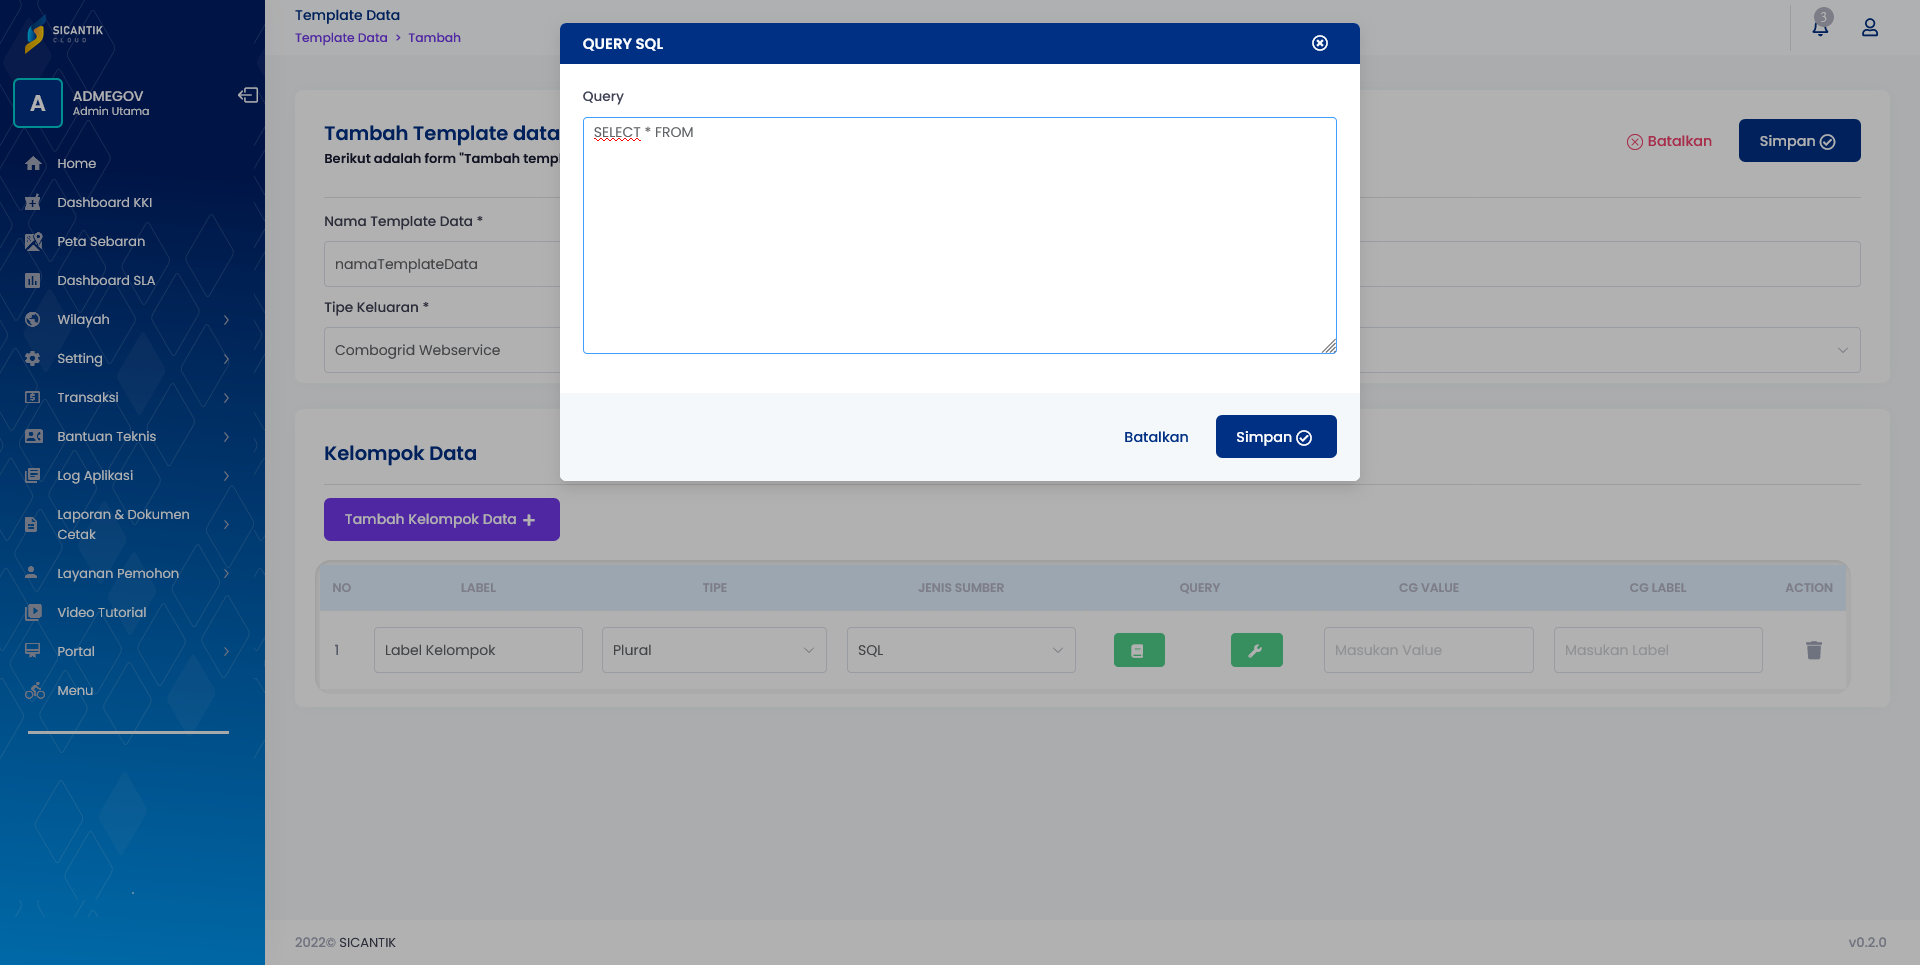 SICANTIK
CLOUD
A
ADMEGOV
Admin Utama
Home
Dashboard KKI
Peta Sebaran
Dashboard SLA
Wilayah
Setting
Transaksi
Bantuan Teknis
Log Aplikasi
Laporan & Dokumen
Cetak
Layanan Pemohon
Video Tutorial
Portal
Menu
Template Data
Template Data > Tambah
3
QUERY SQL
Query
SELECT * FROM
Batalkan
Simpan
Tambah Template data
Berikut adalah form "Tambah templ
Batalkan
Simpan
Nama Template Data *
namaTemplateData
Tipe Keluaran *
Combogrid Webservice
Kelompok Data
Tambah Kelompok Data +
NO LABEL TIPE JENIS SUMBER QUERY CG VALUE CG LABEL ACTION
1 Label Kelompok Plural SQL Masukan Value Masukan Label
2022© SICANTIK
v0.2.0